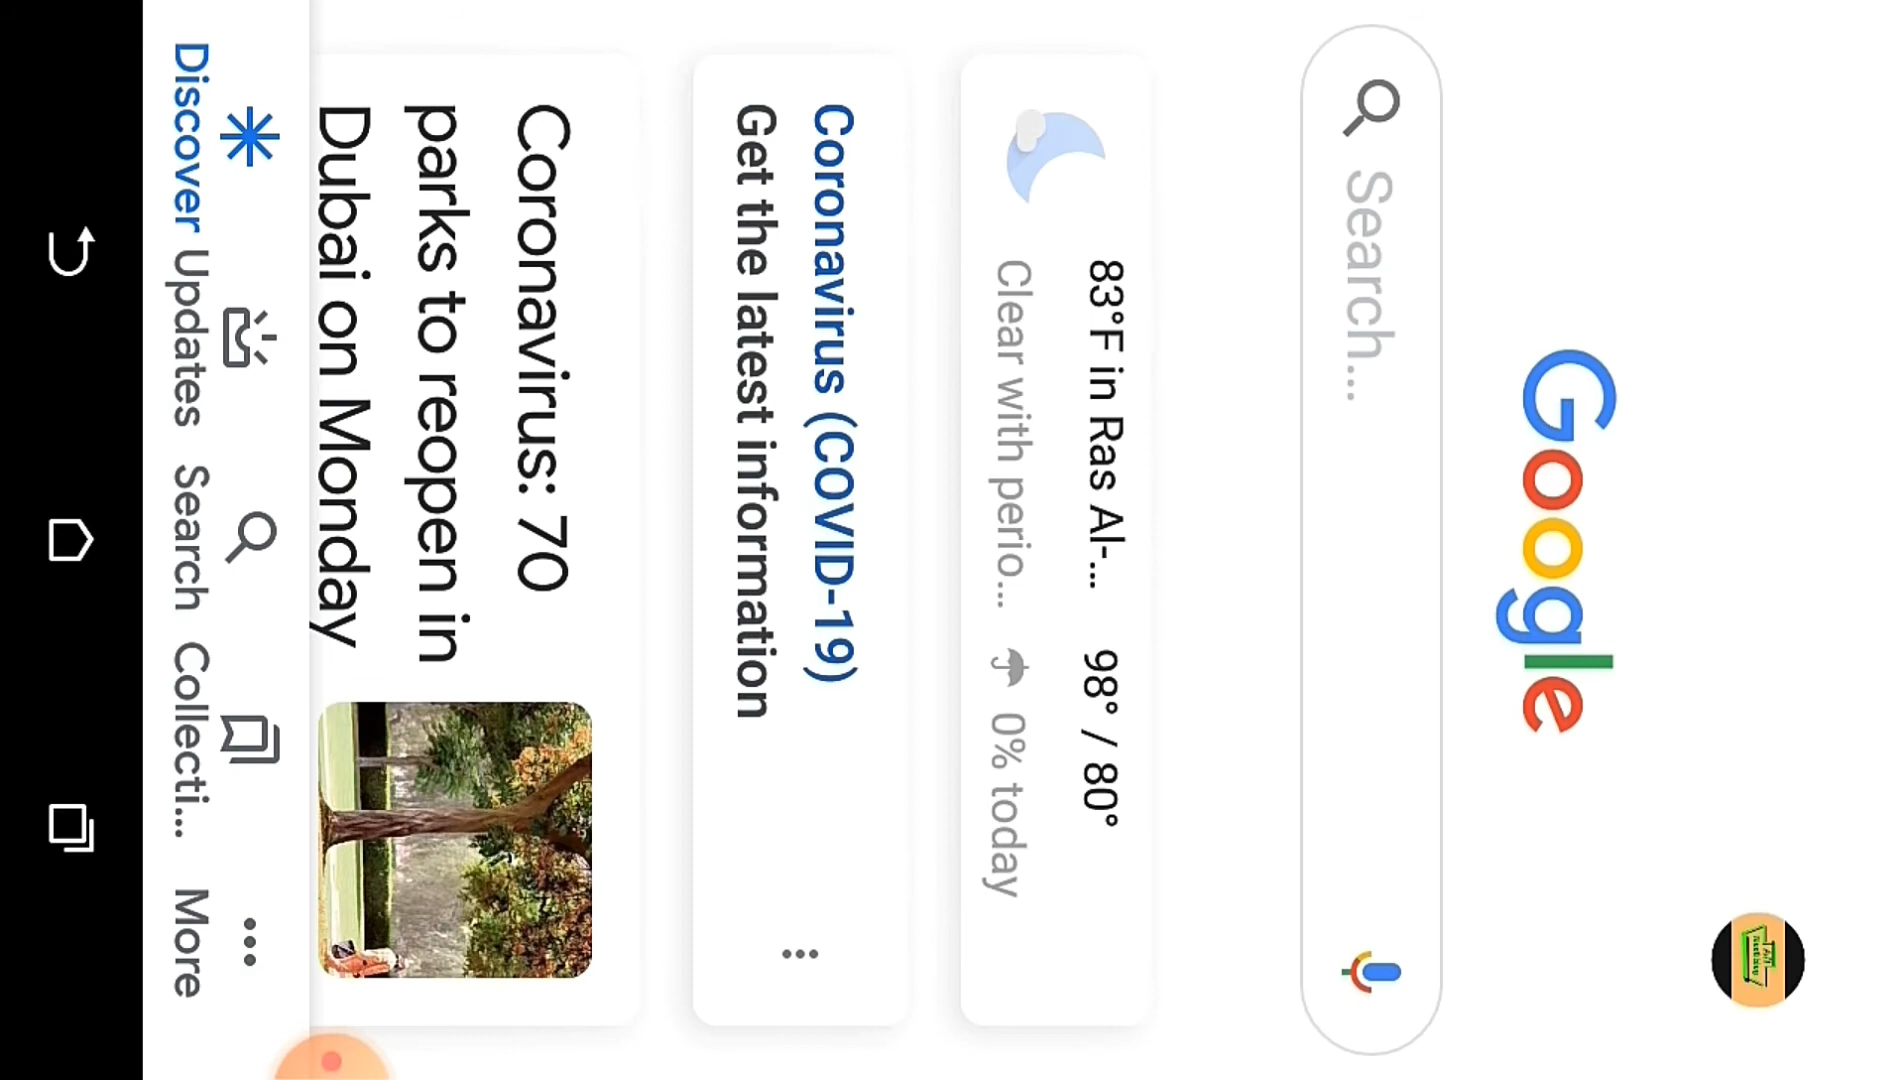 Google
Search...
83°F in Ras Al-... 98° / 80°
Clear with perio... 0% today
Coronavirus (COVID-19)
Get the latest information
Coronavirus: 70
parks to reopen in
Dubai on Monday
Discover Updates Search Collecti... More